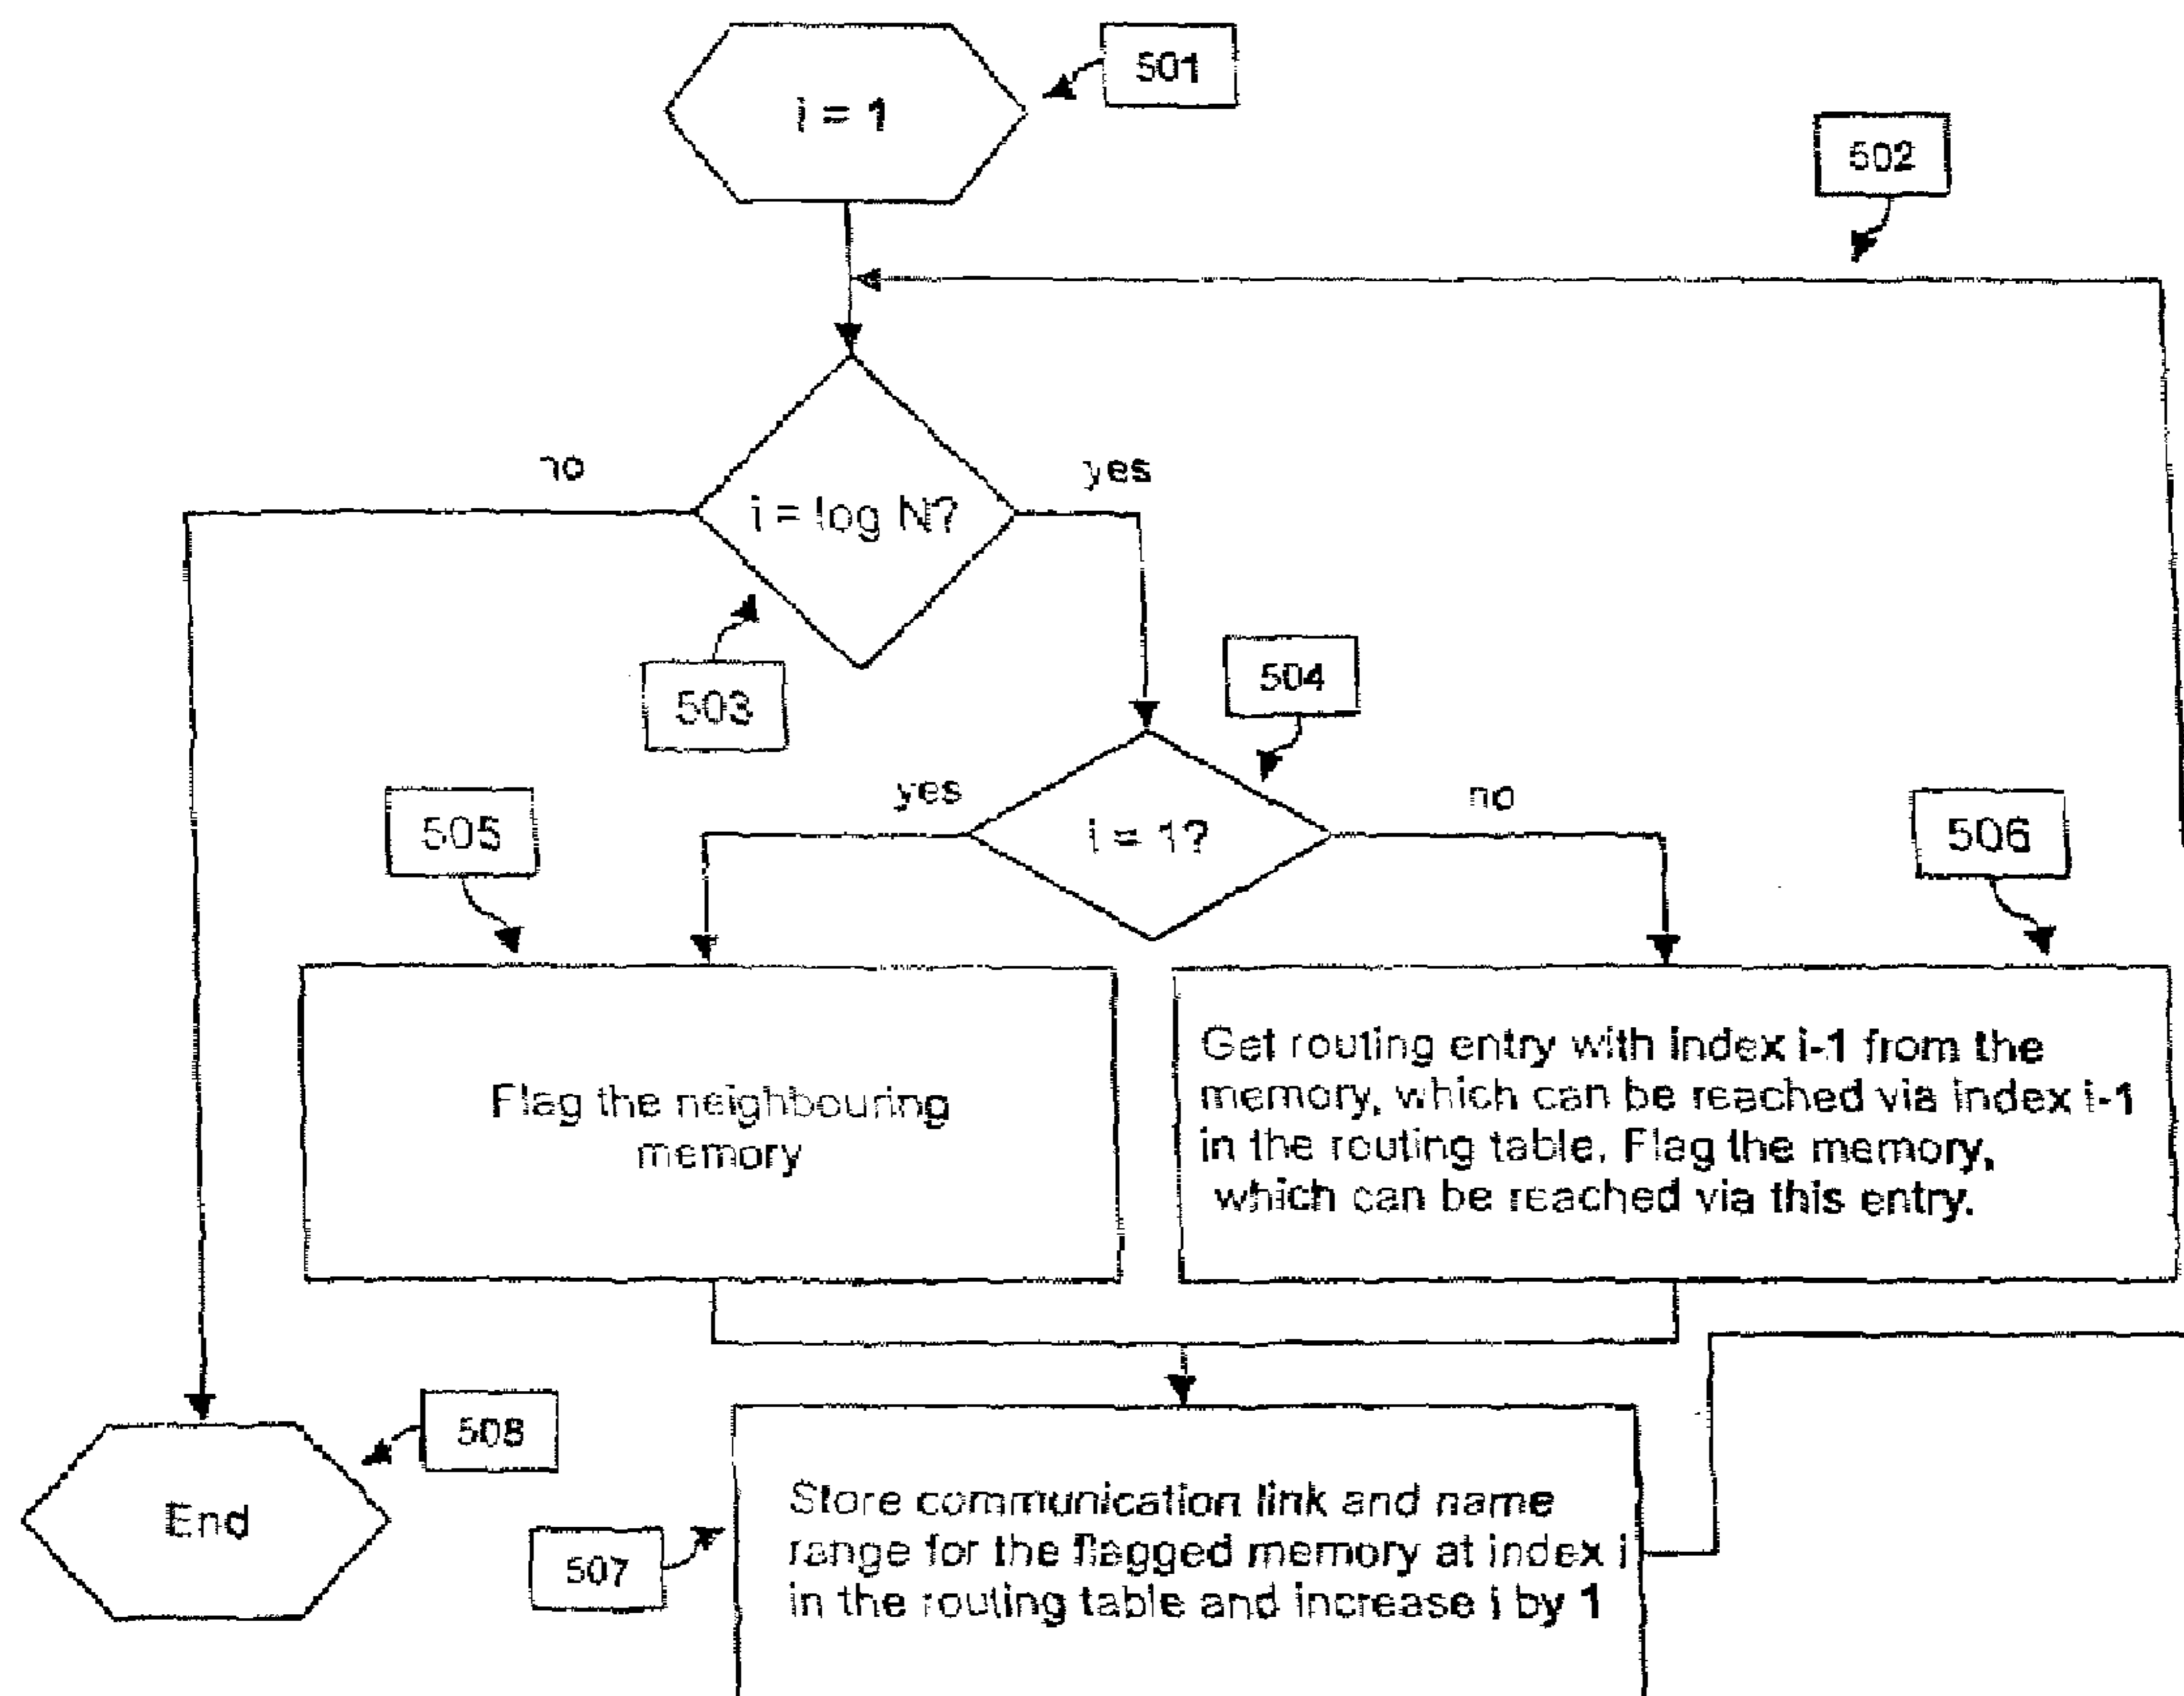 501
i = 1
502
no
yes
i = log N?
503
504
yes
no
i = 1?
505
506
Flag the neighbouring
memory
Get routing entry with index i-1 from the
memory, which can be reached via index i-1
in the routing table. Flag the memory,
which can be reached via this entry.
508
End
507
Store communication link and name
range for the flagged memory at index i
in the routing table and increase i by 1